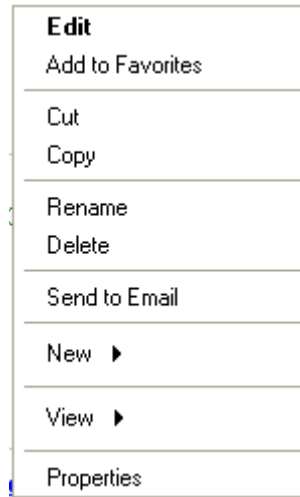 Edit
Add to Favorites
Cut
Copy
Rename
Delete
Send to Email
New
View
Properties